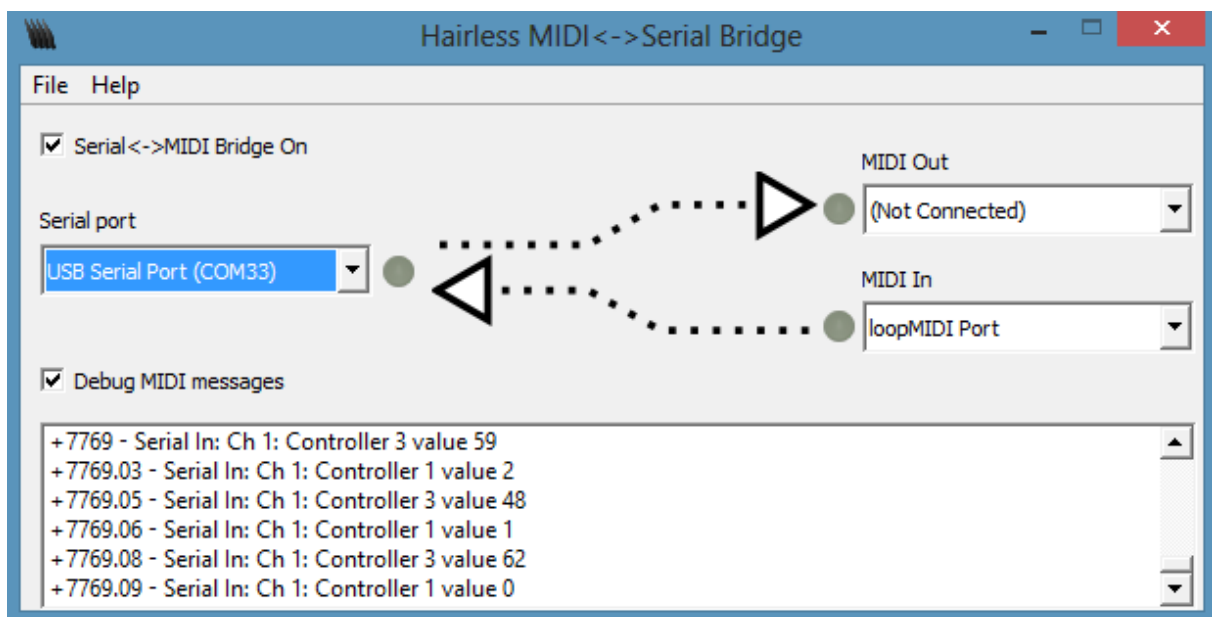 Hairless MIDI<->Serial Bridge
File Help
Serial<->MIDI Bridge On
MIDI Out
(Not Connected)
Serial port
USB Serial Port (COM33)
MIDI In
loopMIDI Port
Debug MIDI messages
+7769 - Serial In: Ch 1: Controller 3 value 59
+7769.03 - Serial In: Ch 1: Controller 1 value 2
+7769.05 - Serial In: Ch 1: Controller 3 value 48
+7769.06 - Serial In: Ch 1: Controller 1 value 1
+7769.08 - Serial In: Ch 1: Controller 3 value 62
+7769.09 - Serial In: Ch 1: Controller 1 value 0